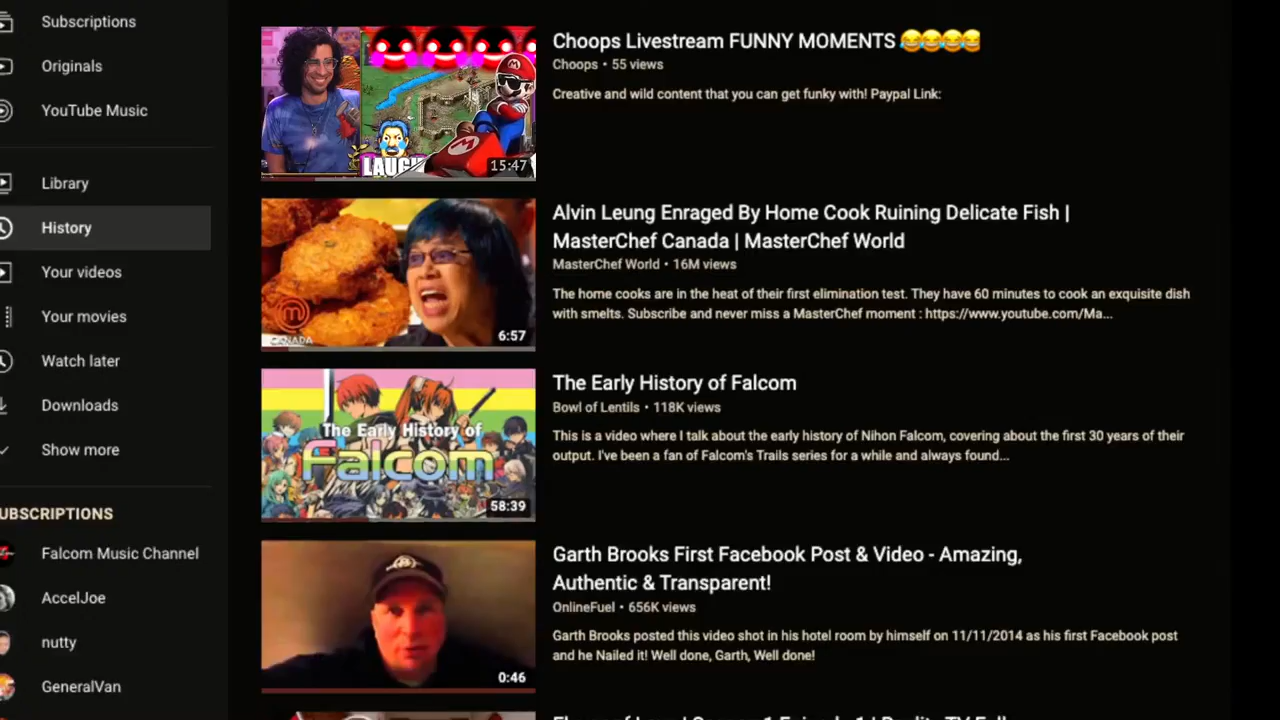 Subscriptions
Originals
YouTube Music
Library
History
Your videos
Your movies
Watch later
Downloads
Show more
UBSCRIPTIONS
Falcom Music Channel
AccelJoe
nutty
GeneralVan
LAUGH
15:47
Choops Livestream FUNNY MOMENTS 😂😂😂😂
Choops • 55 views
Creative and wild content that you can get funky with! Paypal Link:
CANADA
6:57
Alvin Leung Enraged By Home Cook Ruining Delicate Fish |
MasterChef Canada | MasterChef World
MasterChef World • 16M views
The home cooks are in the heat of their first elimination test. They have 60 minutes to cook an exquisite dish
with smelts. Subscribe and never miss a MasterChef moment : https://www.youtube.com/Ma...
The Early History of
Falcom
58:39
The Early History of Falcom
Bowl of Lentils • 118K views
This is a video where I talk about the early history of Nihon Falcom, covering about the first 30 years of their
output. I've been a fan of Falcom's Trails series for a while and always found...
0:46
Garth Brooks First Facebook Post & Video - Amazing,
Authentic & Transparent!
OnlineFuel • 656K views
Garth Brooks posted this video shot in his hotel room by himself on 11/11/2014 as his first Facebook post
and he Nailed it! Well done, Garth, Well done!